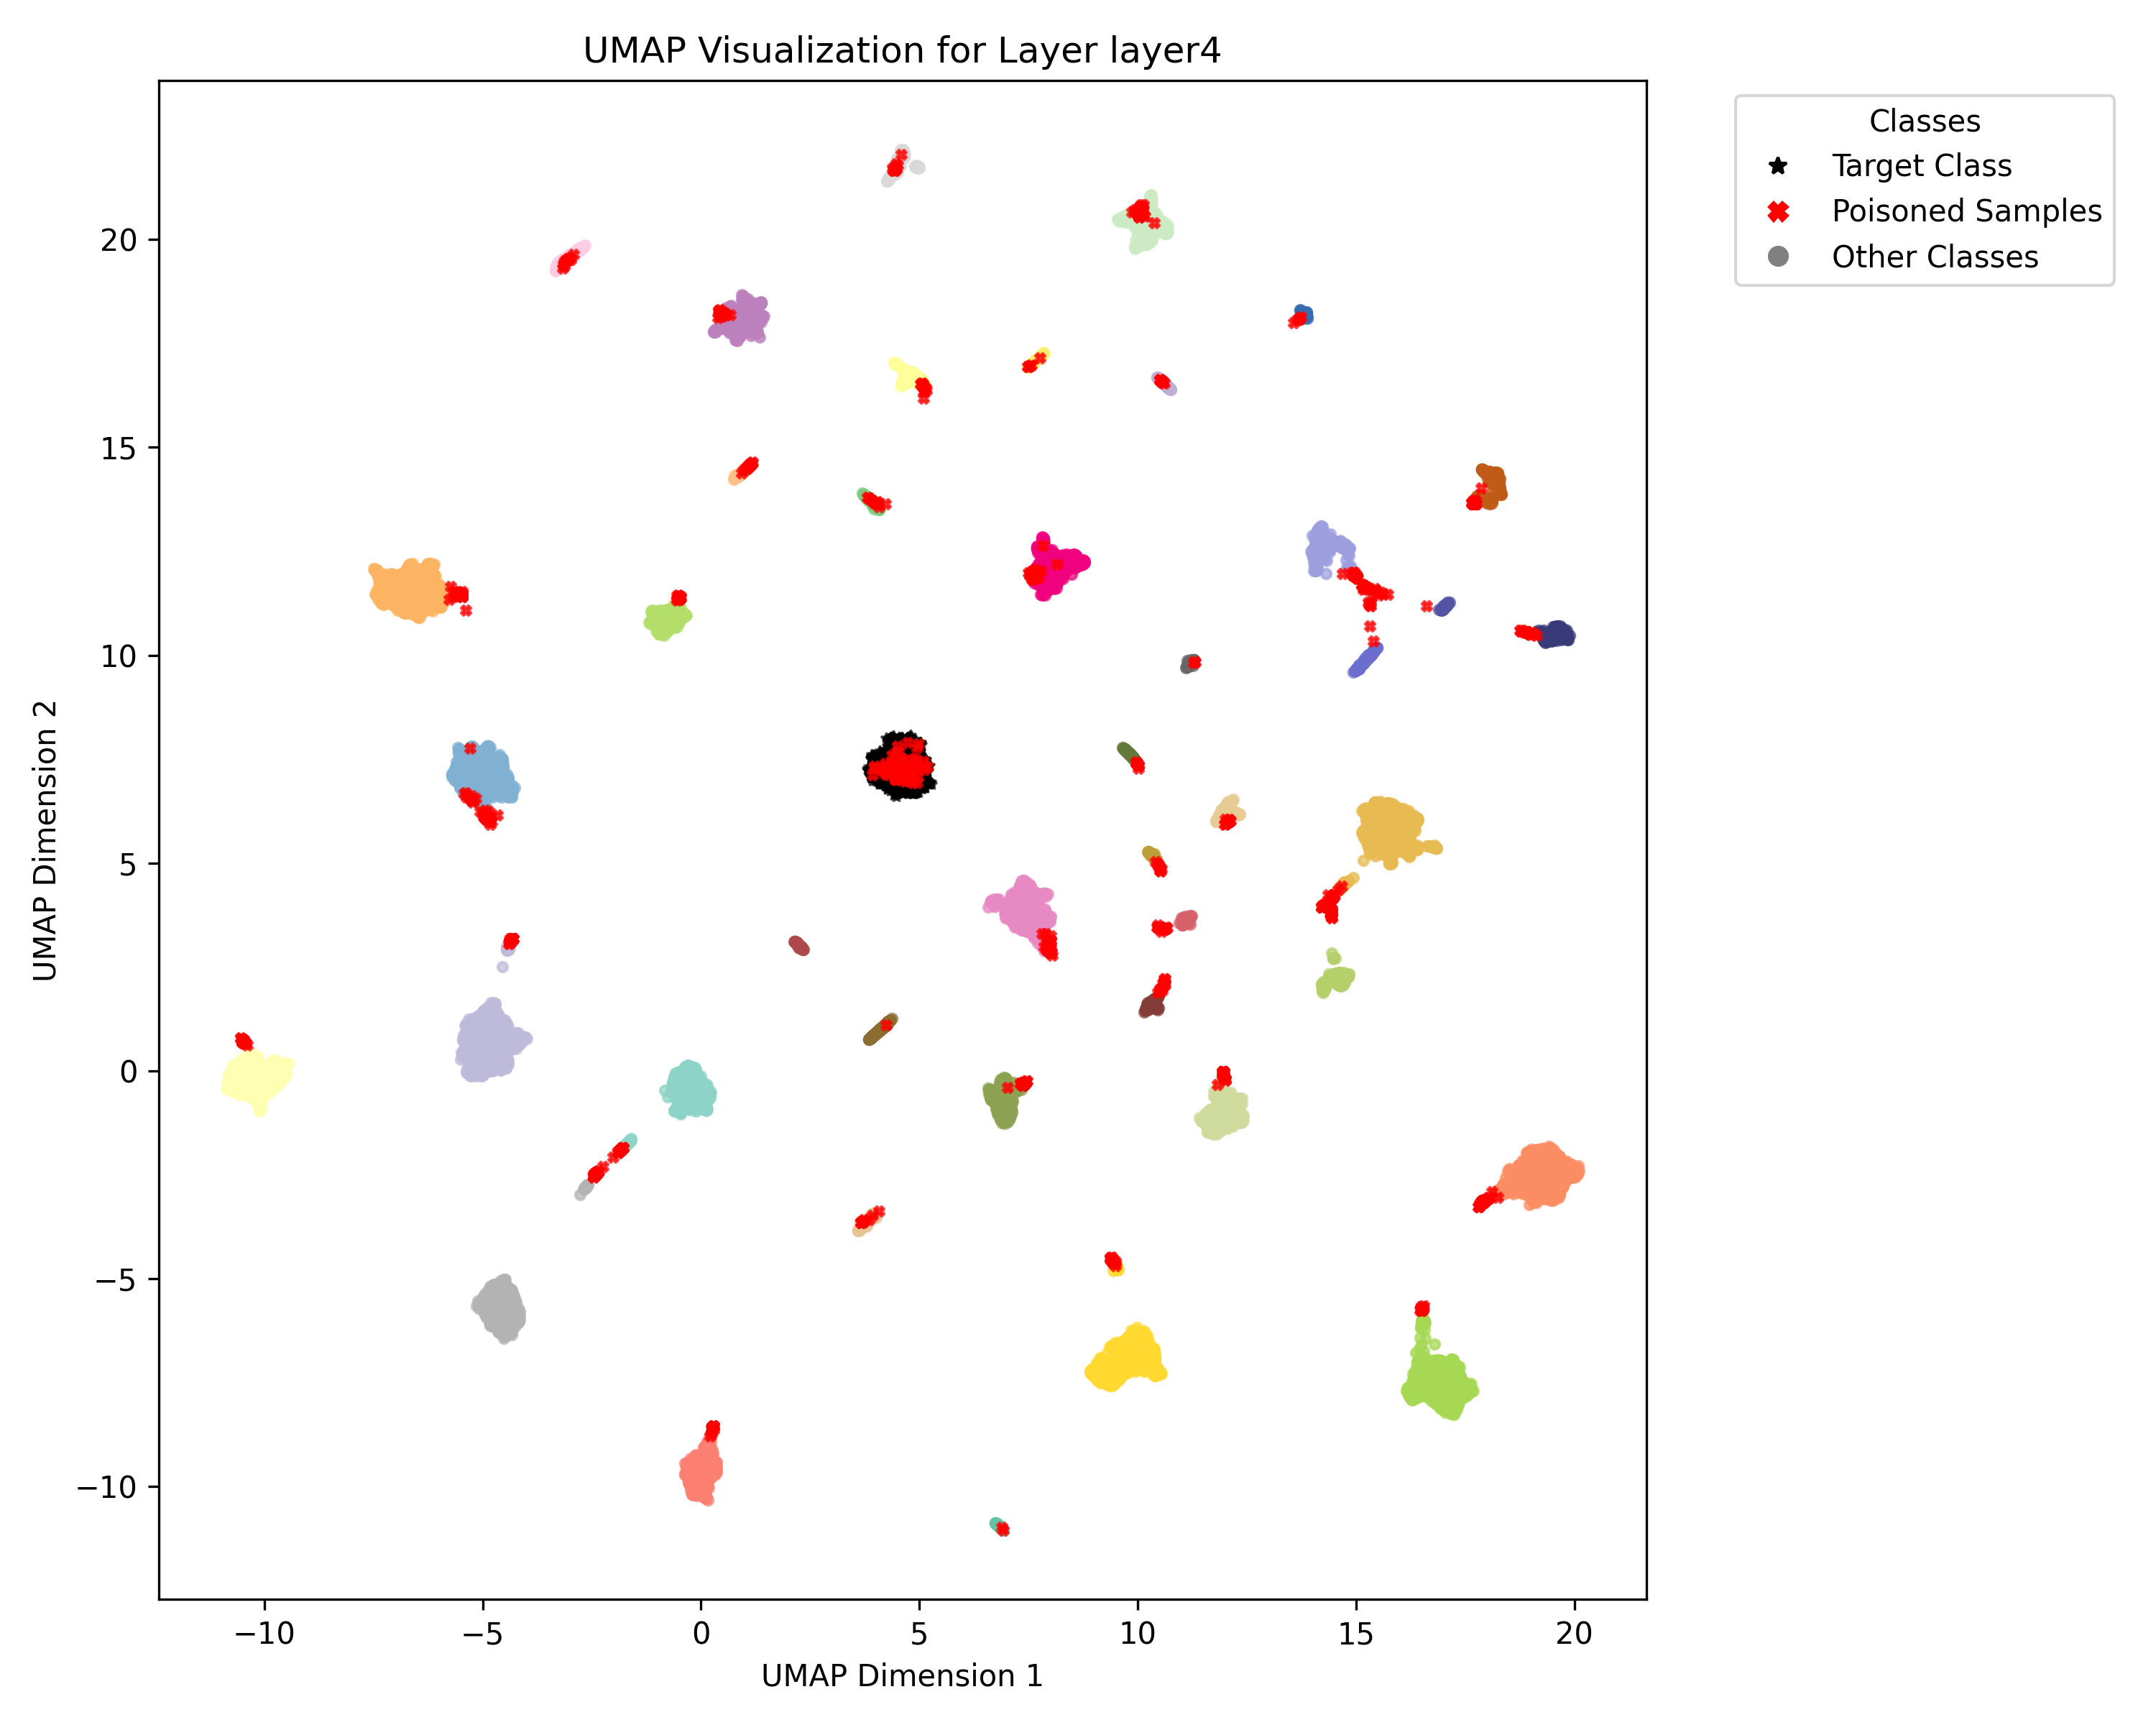 UMAP Visualization for Layer layer4
Classes
Target Class
Poisoned Samples
Other Classes
20
15
10
5
0
−5
−10
UMAP Dimension 2
−10 −5 0 5 10 15 20
UMAP Dimension 1